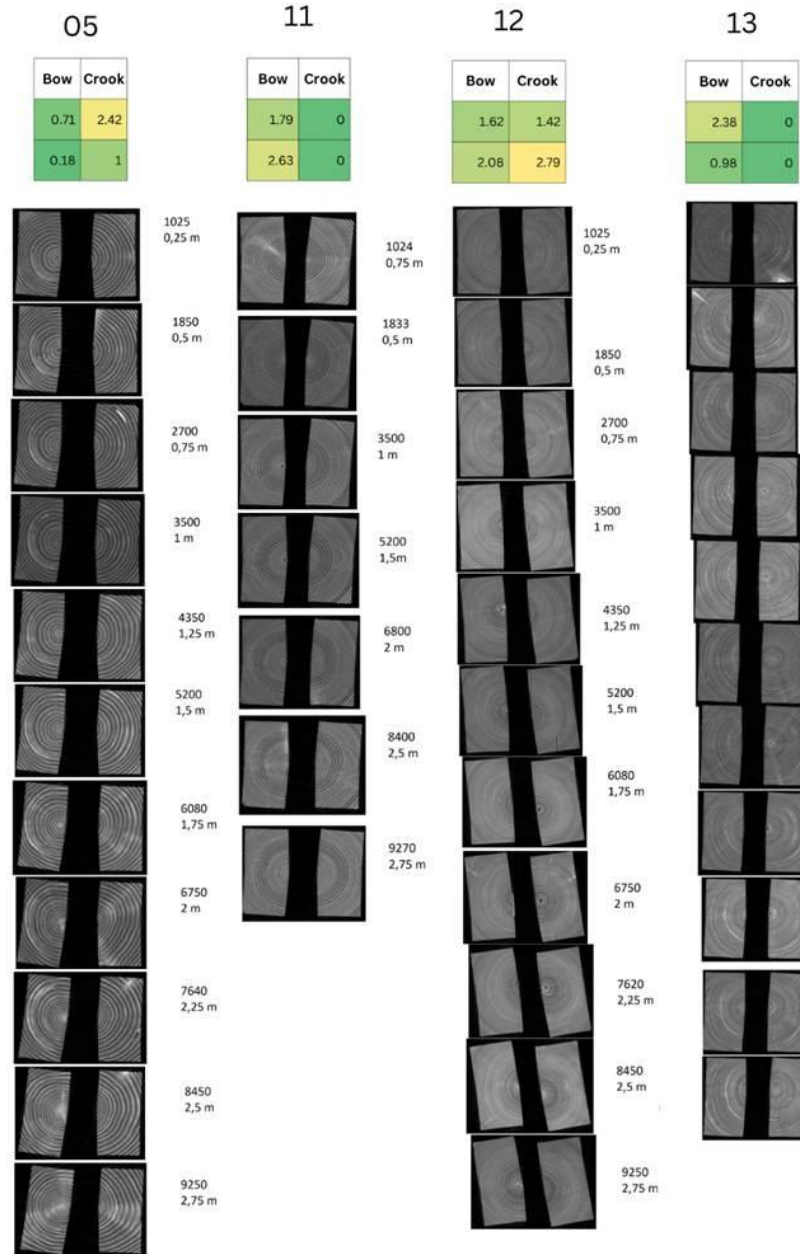 05
11
12
13
Bow Crook
0.71 2.42
0.18 1
Bow Crook
1.79 0
2.63 0
Bow Crook
1.62 1.42
2.08 2.79
Bow Crook
2.38 0
0.98 0
1025
0,25 m
1850
0,5 m
2700
0,75 m
3500
1 m
4350
1,25 m
5200
1,5 m
6080
1,75 m
6750
2 m
7640
2,25 m
8450
2,5 m
9250
2,75 m
1024
0,75 m
1833
0,5 m
3500
1 m
5200
1,5m
6800
2 m
8400
2,5 m
9270
2,75 m
1025
0,25 m
1850
0,5 m
2700
0,75 m
3500
1 m
4350
1,25 m
5200
1,5 m
6080
1,75 m
6750
2 m
7620
2,25 m
8450
2,5 m
9250
2,75 m